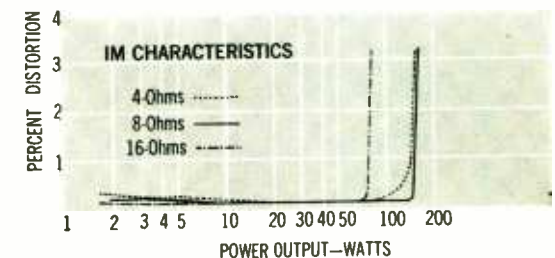 4
IM CHARACTERISTICS
3
4-Ohms
2
8-Ohms
16-Ohms
1
PERCENT DISTORTION
1 2 3 4 5 10 20 30 40 50 100 200
POWER OUTPUT—WATTS